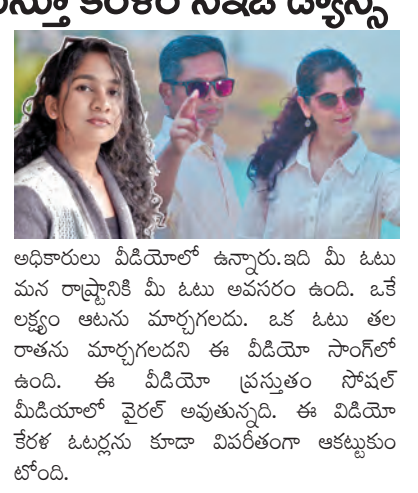 కేరళం
డ్యాన్స్
అధికారులు వీడియోలో ఉన్నారు.ఇది మీ ఓటు
మన రాష్ట్రానికి మీ ఓటు అవసరం ఉంది. ఒకే
లక్ష్యం ఆటను మార్చగలదు. ఒక ఓటు తల
రాతను మార్చగలదని ఈ వీడియో సాంగ్‌లో
ఉంది. ఈ వీడియో ప్రస్తుతం సోషల్
మీడియాలో వైరల్ అవుతున్నది. ఈ విడియో
కేరళ ఓటర్లను కూడా విపరీతంగా ఆకట్టుకుం
టోంది.